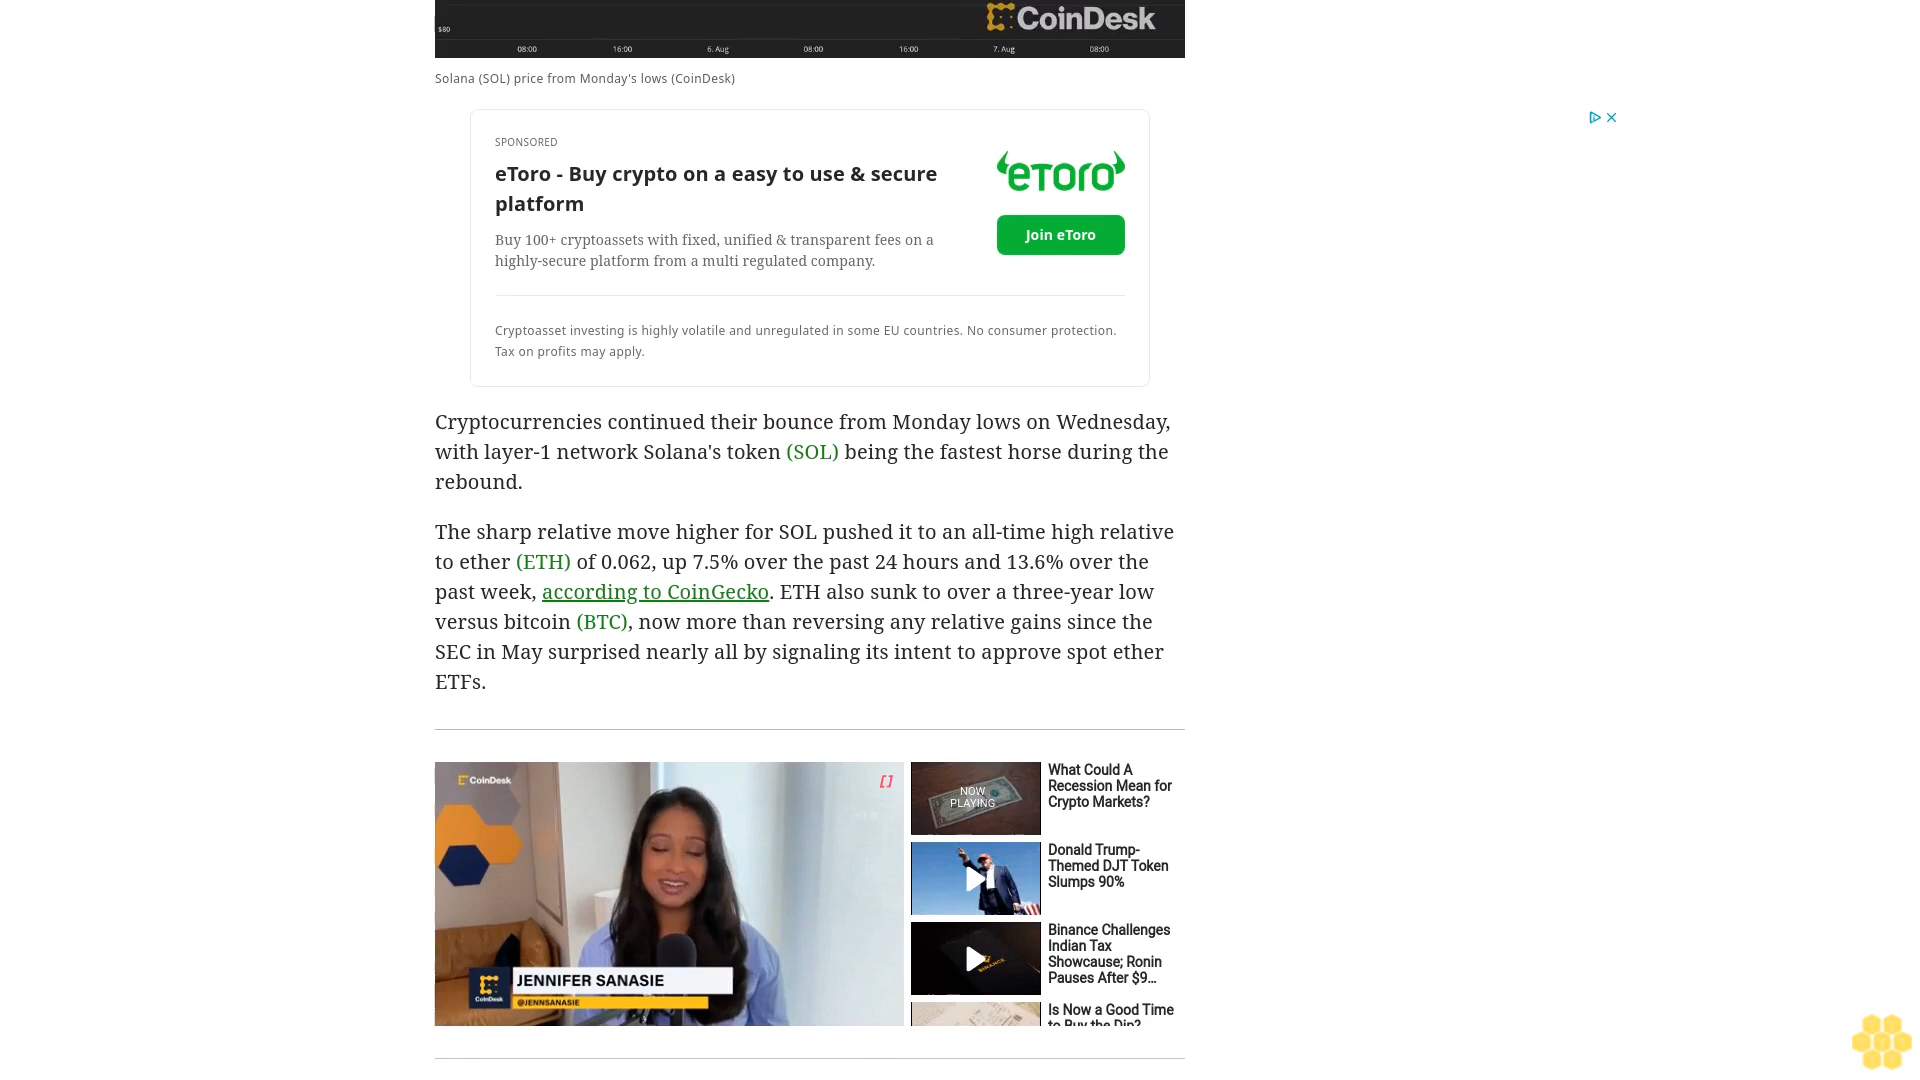 CoinDesk
$80
08:00 16:00 6. Aug 08:00 16:00 7. Aug 08:00
Solana (SOL) price from Monday's lows (CoinDesk)
SPONSORED
eToro - Buy crypto on a easy to use & secure
platform
Buy 100+ cryptoassets with fixed, unified & transparent fees on a
highly-secure platform from a multi regulated company.
eToro
Join eToro
Cryptoasset investing is highly volatile and unregulated in some EU countries. No consumer protection.
Tax on profits may apply.
Cryptocurrencies continued their bounce from Monday lows on Wednesday,
with layer-1 network Solana's token (SOL) being the fastest horse during the
rebound.
The sharp relative move higher for SOL pushed it to an all-time high relative
to ether (ETH) of 0.062, up 7.5% over the past 24 hours and 13.6% over the
past week, according to CoinGecko. ETH also sunk to over a three-year low
versus bitcoin (BTC), now more than reversing any relative gains since the
SEC in May surprised nearly all by signaling its intent to approve spot ether
ETFs.
CoinDesk
[]
JENNIFER SANASIE
CoinDesk
@JENNSANASIE
NOW
PLAYING
What Could A
Recession Mean for
Crypto Markets?
Donald Trump-
Themed DJT Token
Slumps 90%
BINANCE
Binance Challenges
Indian Tax
Showcause; Ronin
Pauses After $9...
Is Now a Good Time
to Buy the Dip?